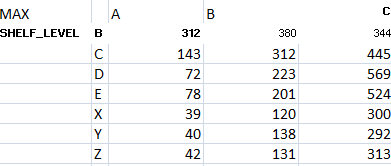 MAX A B C
SHELF_LEVEL B 312 380 344
C 143 312 445
D 72 223 569
E 78 201 524
X 39 120 300
Y 40 138 292
Z 42 131 313